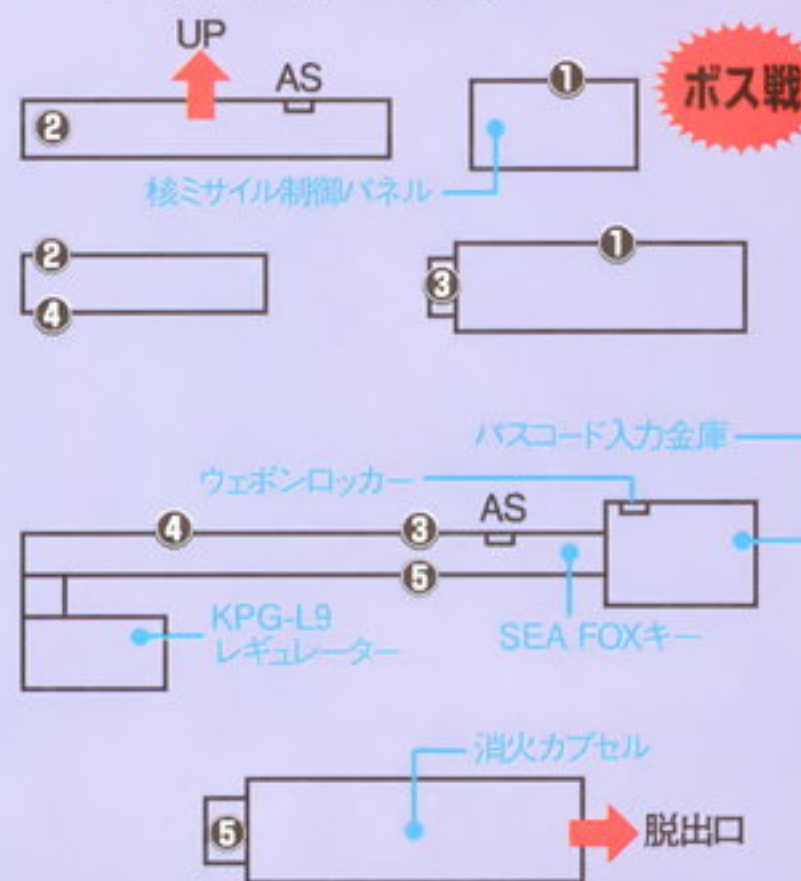 UP
AS
❶
ボス戦
❷
核ミサイル制御パネル
❷
❶
❸
❹
パスコード入力金庫
ウェポンロッカー
AS
❹
❸
❺
KPG-L9
レギュレーター
SEA FOXキー
消火カプセル
❺
脱出口